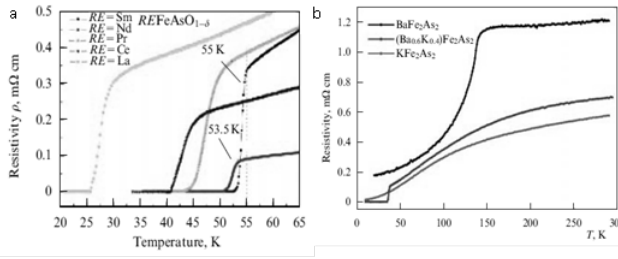 a
RE = Sm
REFeAsO1–δ
RE = Nd
RE = Pr
RE = Ce
RE = La
55 K
53.5 K
0.5
0.4
0.3
0.2
0.1
0
Resistivity ρ, mΩ cm
20 25 30 35 40 45 50 55 60 65
Temperature, K
b
BaFe2As2
(Ba0.6K0.4)Fe2As2
KFe2As2
1.2
1.0
0.8
0.6
0.4
0.2
0
Resistivity, mΩ cm
0 50 100 150 200 250 300
T, K